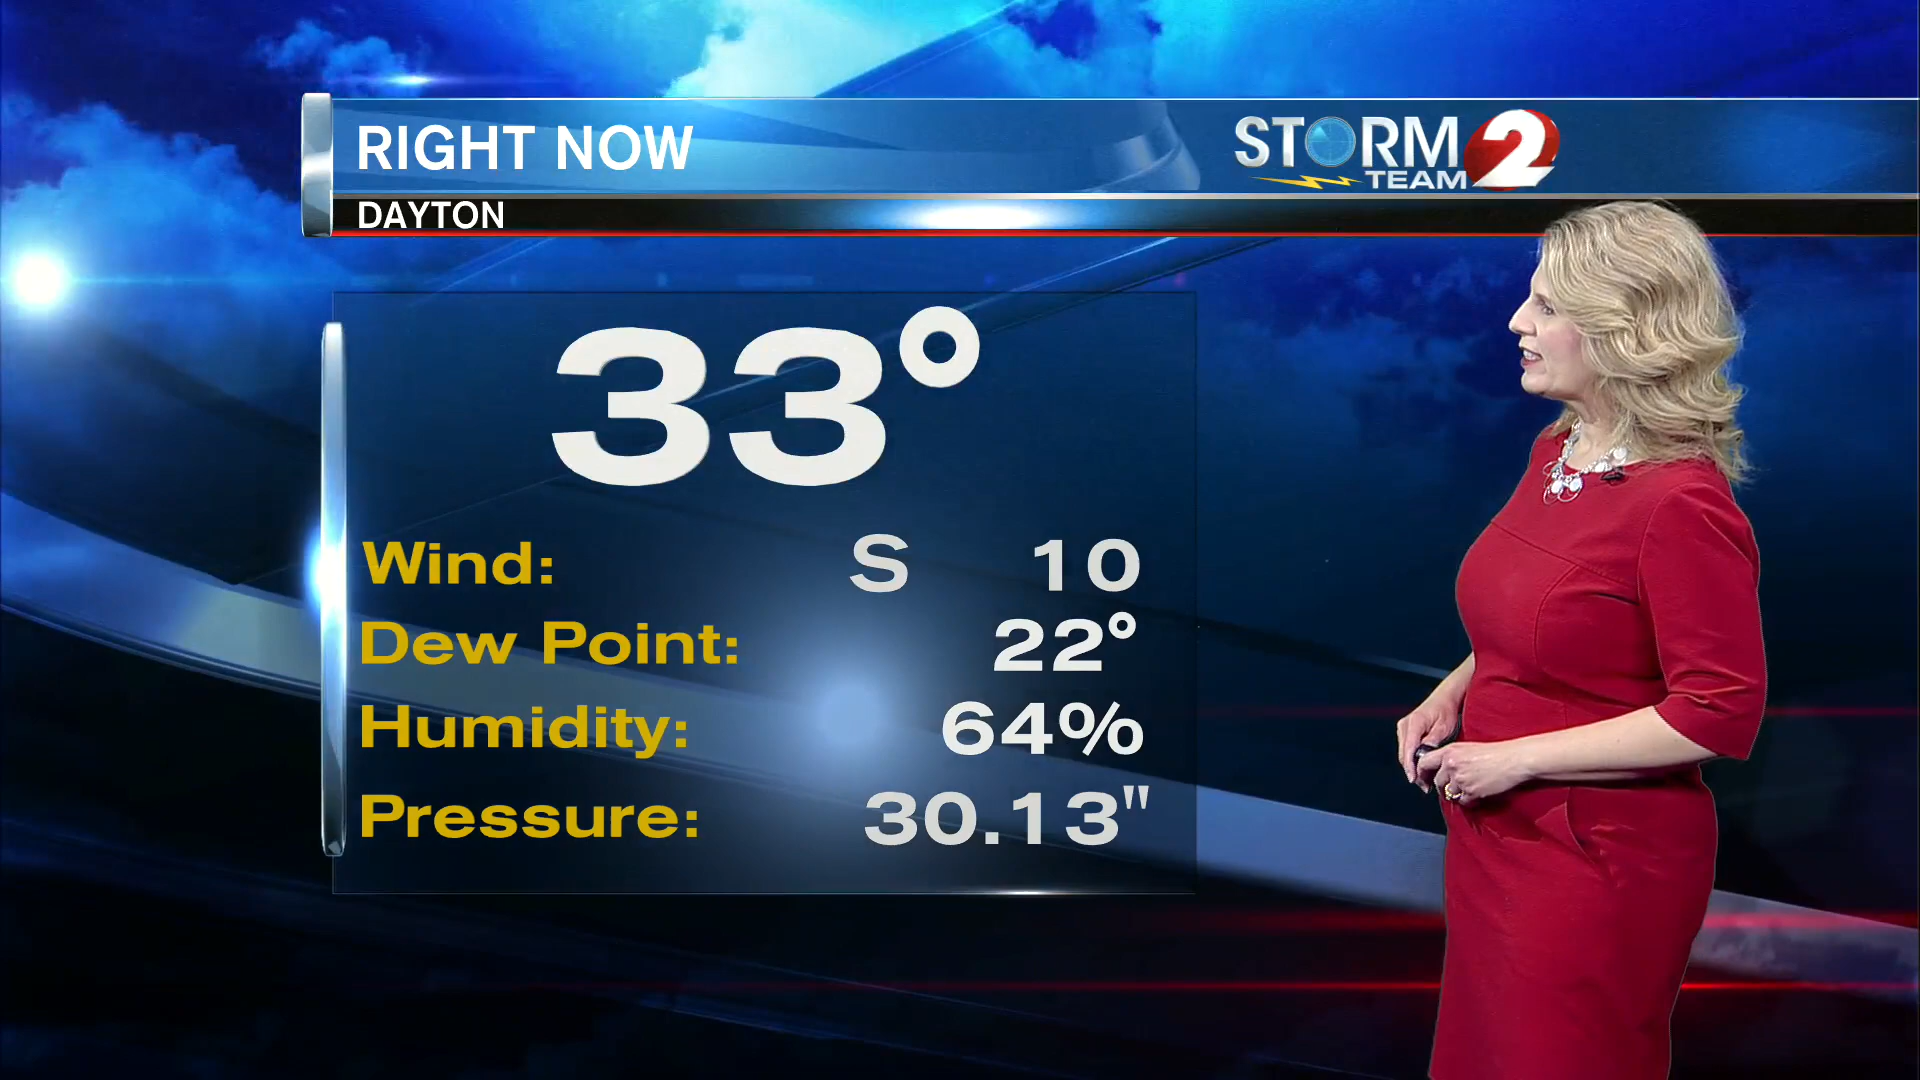 RIGHT NOW
STORM
TEAM 2
DAYTON
33°
Wind: S 10
Dew Point: 22°
Humidity: 64%
Pressure: 30.13"